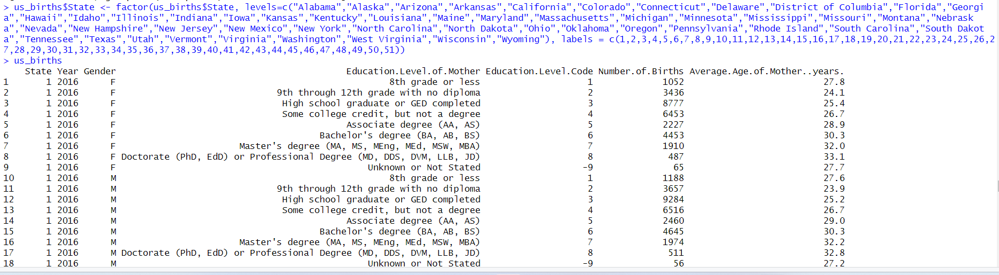 > us_births$State <- factor(us_births$State, levels=c("Alabama","Alaska","Arizona","Arkansas","California","Colorado","Connecticut","Delaware","District of Columbia","Florida","Georgi
a","Hawaii","Idaho","Illinois","Indiana","Iowa","Kansas","Kentucky","Louisiana","Maine","Maryland","Massachusetts","Michigan","Minnesota","Mississippi","Missouri","Montana","Nebrask
a","Nevada","New Hampshire","New Jersey","New Mexico","New York","North Carolina","North Dakota","Ohio","Oklahoma","Oregon","Pennsylvania","Rhode Island","South Carolina","South Dakot
a","Tennessee","Texas","Utah","Vermont","Virginia","Washington","West Virginia","Wisconsin","Wyoming"), labels = c(1,2,3,4,5,6,7,8,9,10,11,12,13,14,15,16,17,18,19,20,21,22,23,24,25,26,2
7,28,29,30,31,32,33,34,35,36,37,38,39,40,41,42,43,44,45,46,47,48,49,50,51))
> us_births
State Year Gender Education.Level.of.Mother Education.Level.Code Number.of.Births Average.Age.of.Mother..years.
1 1 2016 F 8th grade or less 1 1052 27.8
2 1 2016 F 9th through 12th grade with no diploma 2 3436 24.1
3 1 2016 F High school graduate or GED completed 3 8777 25.4
4 1 2016 F Some college credit, but not a degree 4 6453 26.7
5 1 2016 F Associate degree (AA, AS) 5 2227 28.9
6 1 2016 F Bachelor's degree (BA, AB, BS) 6 4453 30.3
7 1 2016 F Master's degree (MA, MS, MEng, MEd, MSW, MBA) 7 1910 32.0
8 1 2016 F Doctorate (PhD, EdD) or Professional Degree (MD, DDS, DVM, LLB, JD) 8 487 33.1
9 1 2016 F Unknown or Not Stated -9 65 27.7
10 1 2016 M 8th grade or less 1 1188 27.6
11 1 2016 M 9th through 12th grade with no diploma 2 3657 23.9
12 1 2016 M High school graduate or GED completed 3 9284 25.2
13 1 2016 M Some college credit, but not a degree 4 6516 26.7
14 1 2016 M Associate degree (AA, AS) 5 2460 29.0
15 1 2016 M Bachelor's degree (BA, AB, BS) 6 4645 30.3
16 1 2016 M Master's degree (MA, MS, MEng, MEd, MSW, MBA) 7 1974 32.2
17 1 2016 M Doctorate (PhD, EdD) or Professional Degree (MD, DDS, DVM, LLB, JD) 8 511 32.8
18 1 2016 M Unknown or Not Stated -9 56 27.2